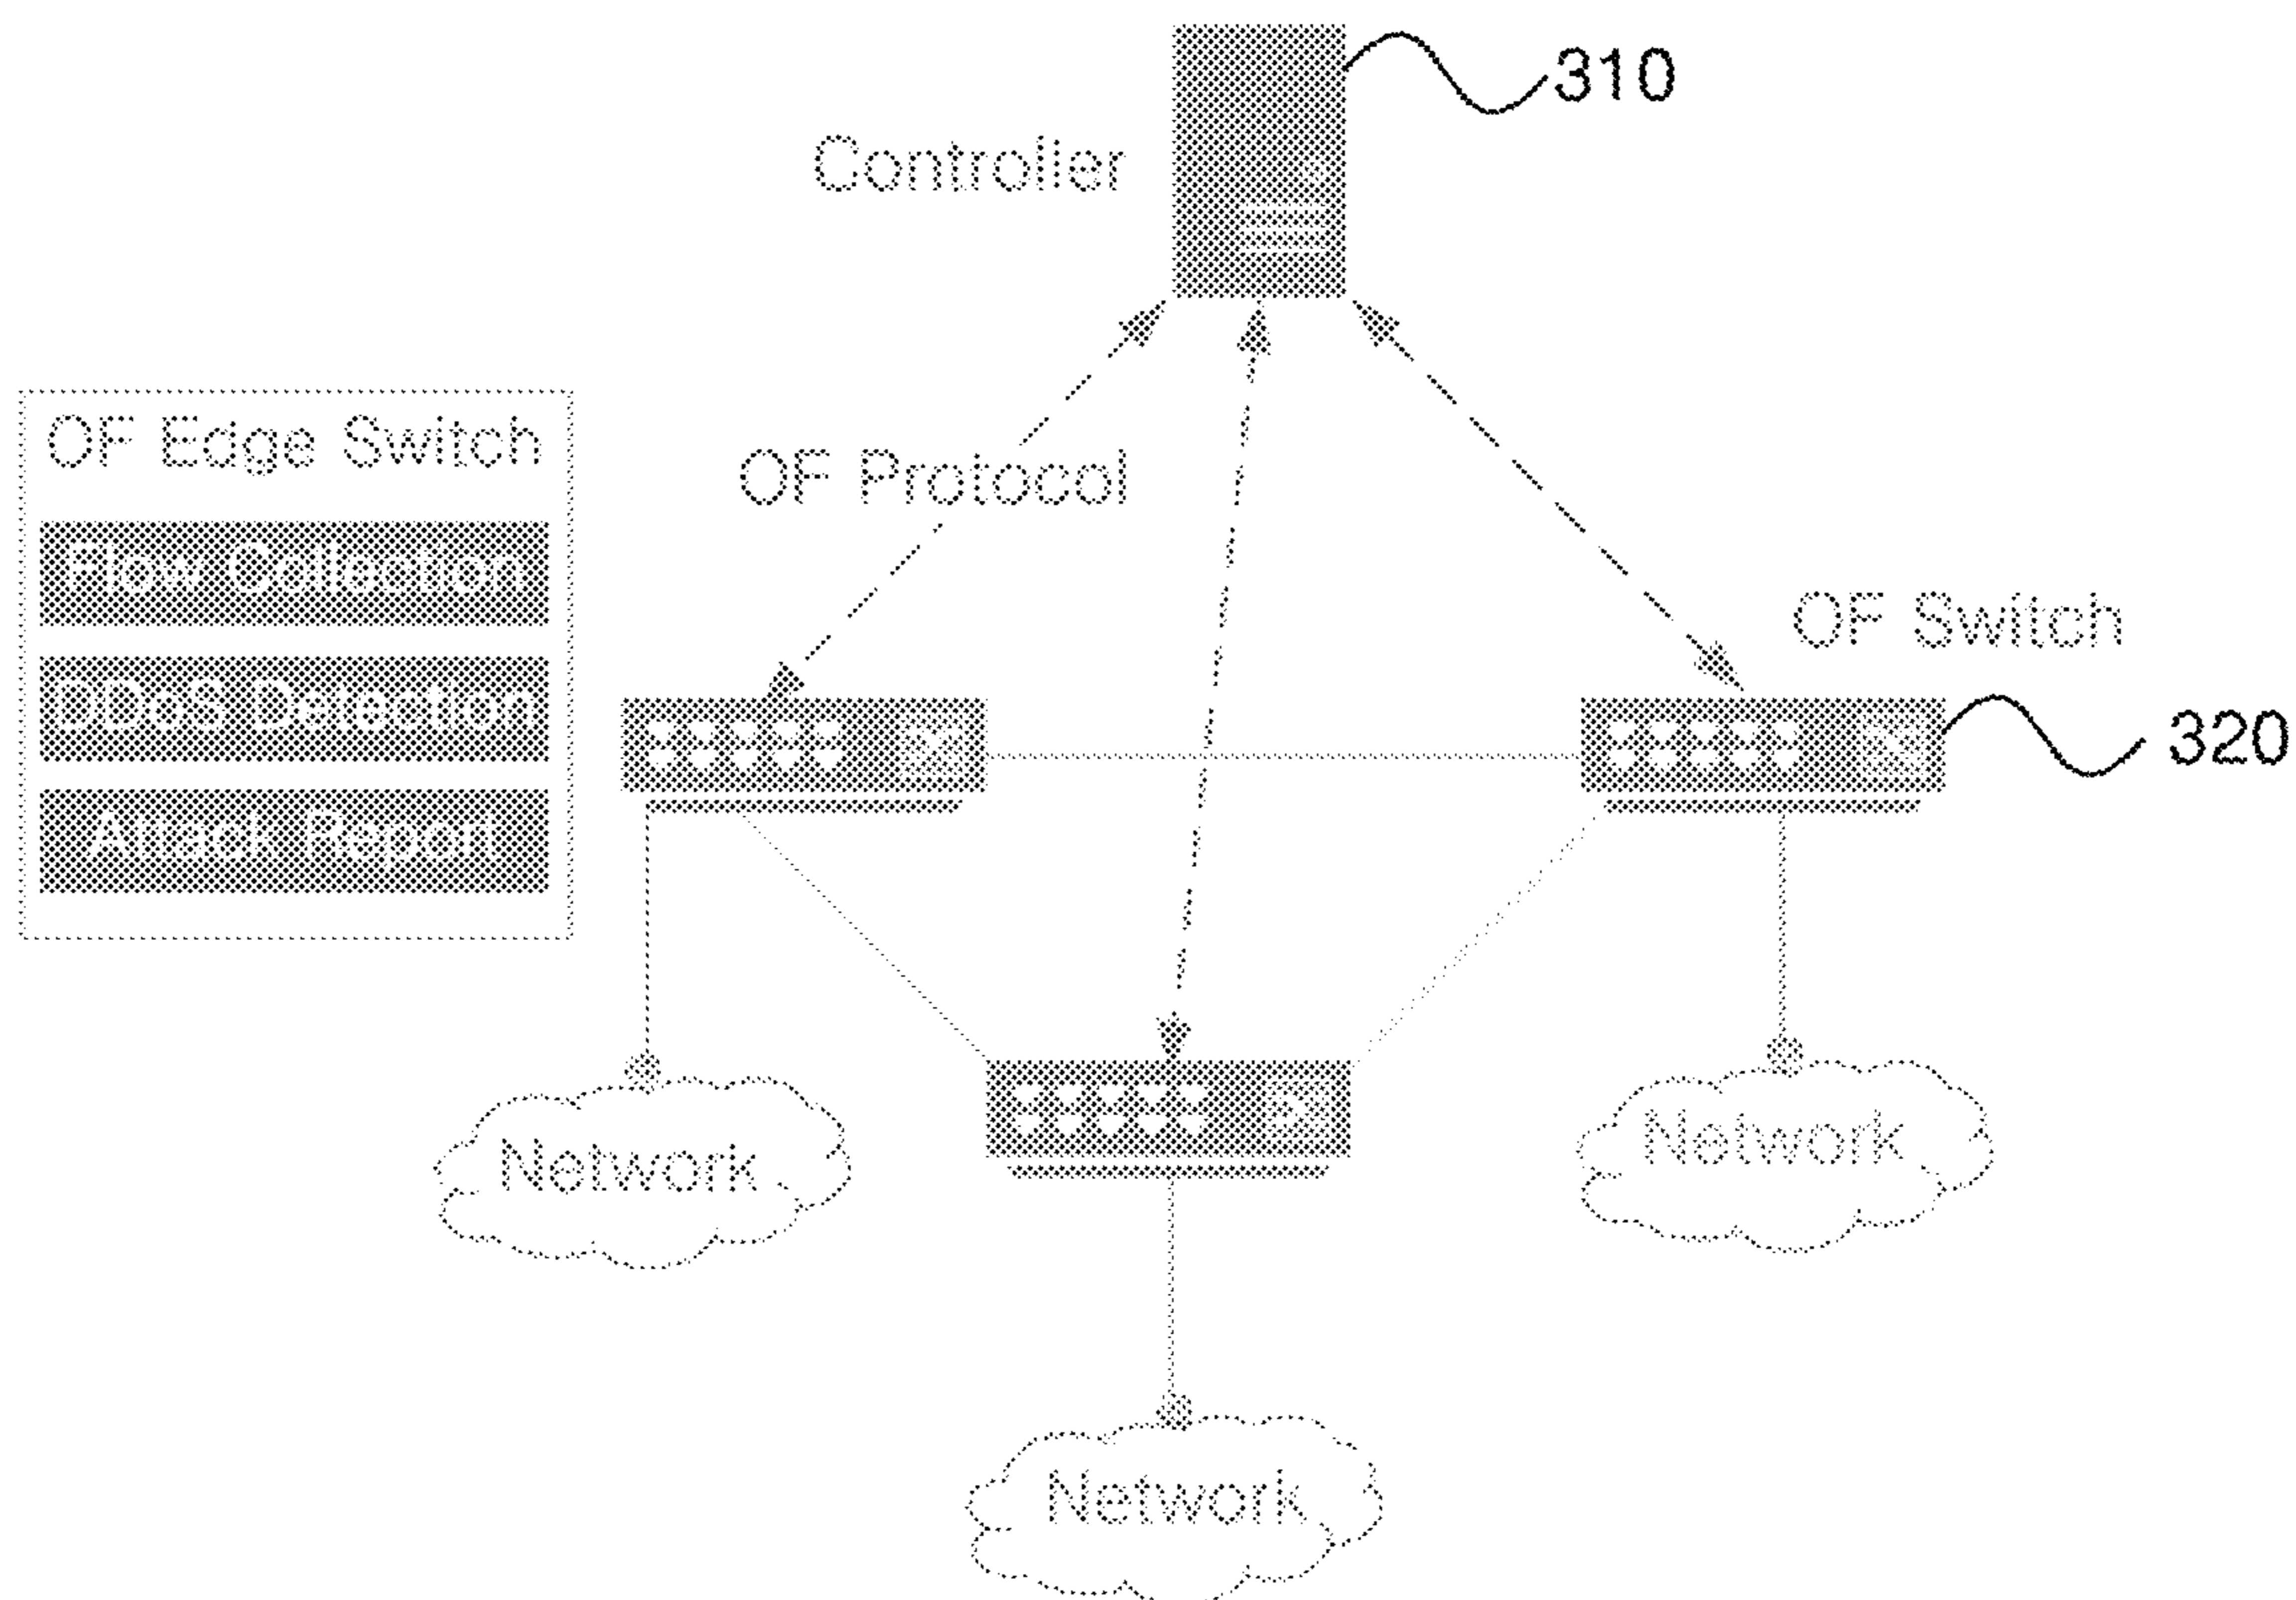 310
Controller
OF Edge Switch
OF Protocol
Flow Collection
OF Switch
DDoS Detection
320
Attack Report
Network
Network
Network